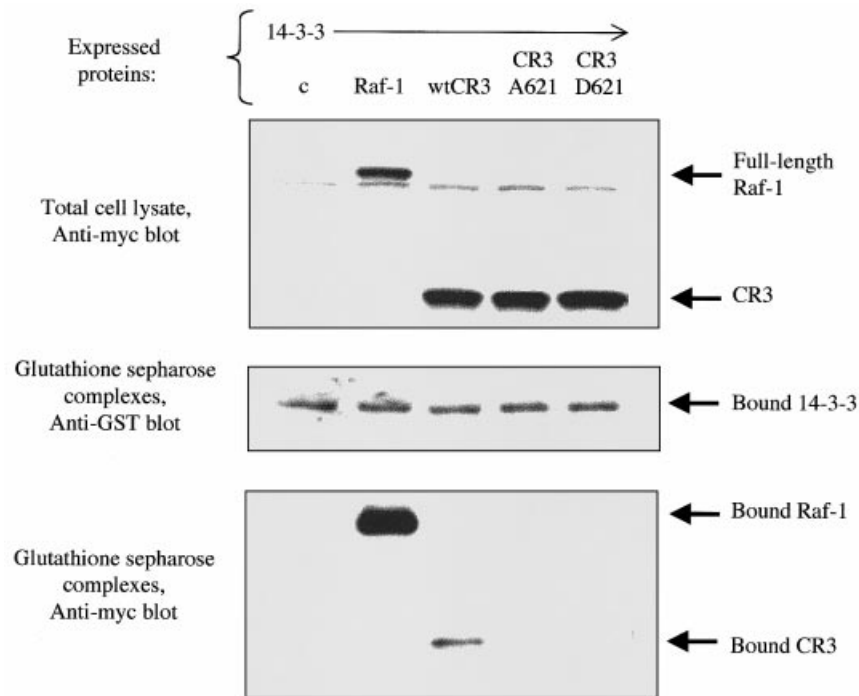 Expressed
proteins:
14-3-3
c
Raf-1
wtCR3
CR3
A621
CR3
D621
Total cell lysate,
Anti-myc blot
Full-length
Raf-1
CR3
Glutathione sepharose
complexes,
Anti-GST blot
Bound 14-3-3
Glutathione sepharose
complexes,
Anti-myc blot
Bound Raf-1
Bound CR3